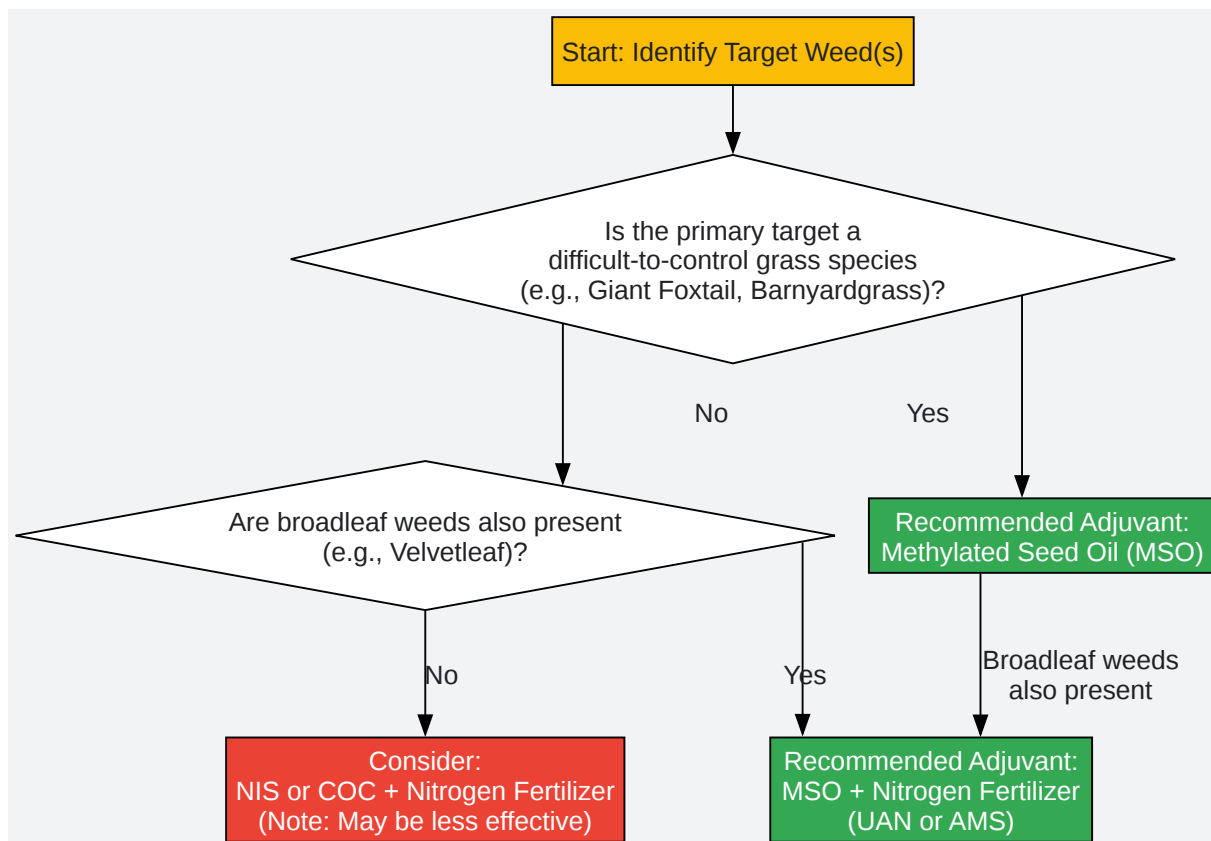 Start: Identify Target Weed(s)
Is the primary target a
difficult-to-control grass species
(e.g., Giant Foxtail, Barnyardgrass)?
No
Yes
Are broadleaf weeds also present
(e.g., Velvetleaf)?
Recommended Adjuvant:
Methylated Seed Oil (MSO)
No
Yes
Broadleaf weeds
also present
Consider:
NIS or COC + Nitrogen Fertilizer
(Note: May be less effective)
Recommended Adjuvant:
MSO + Nitrogen Fertilizer
(UAN or AMS)